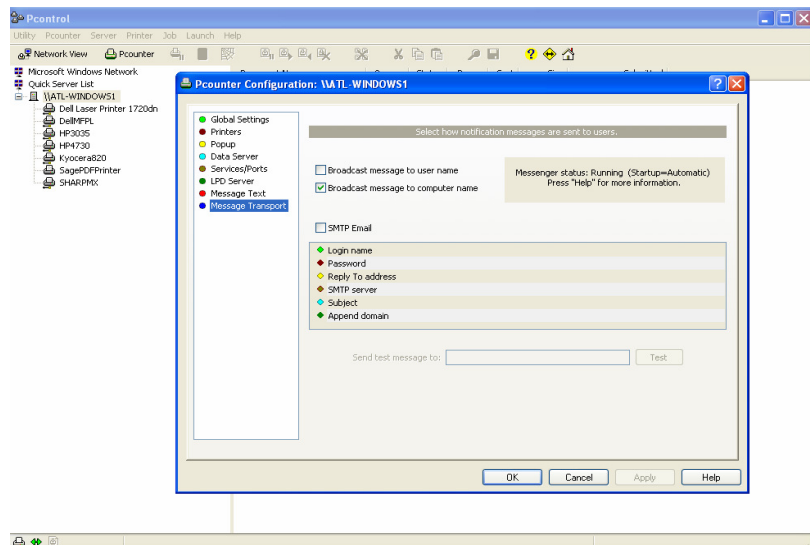 Pcontrol
Utility Pcounter Server Printer Job Launch Help
Network View Pcounter
Microsoft Windows Network
Quick Server List
\\ATL-WINDOWS1
Dell Laser Printer 1720dn
DellMFPL
HP3035
HP4730
Kyocera820
SagePDFPrinter
SHARPMX
Pcounter Configuration: \\ATL-WINDOWS1
Global Settings
Printers
Popup
Data Server
Services/Ports
LPD Server
Message Text
Message Transport
Select how notification messages are sent to users.
Broadcast message to user name
Broadcast message to computer name
Messenger status: Running (Startup=Automatic)
Press "Help" for more information.
SMTP Email
Login name
Password
Reply To address
SMTP server
Subject
Append domain
Send test message to:
Test
OK Cancel Apply Help